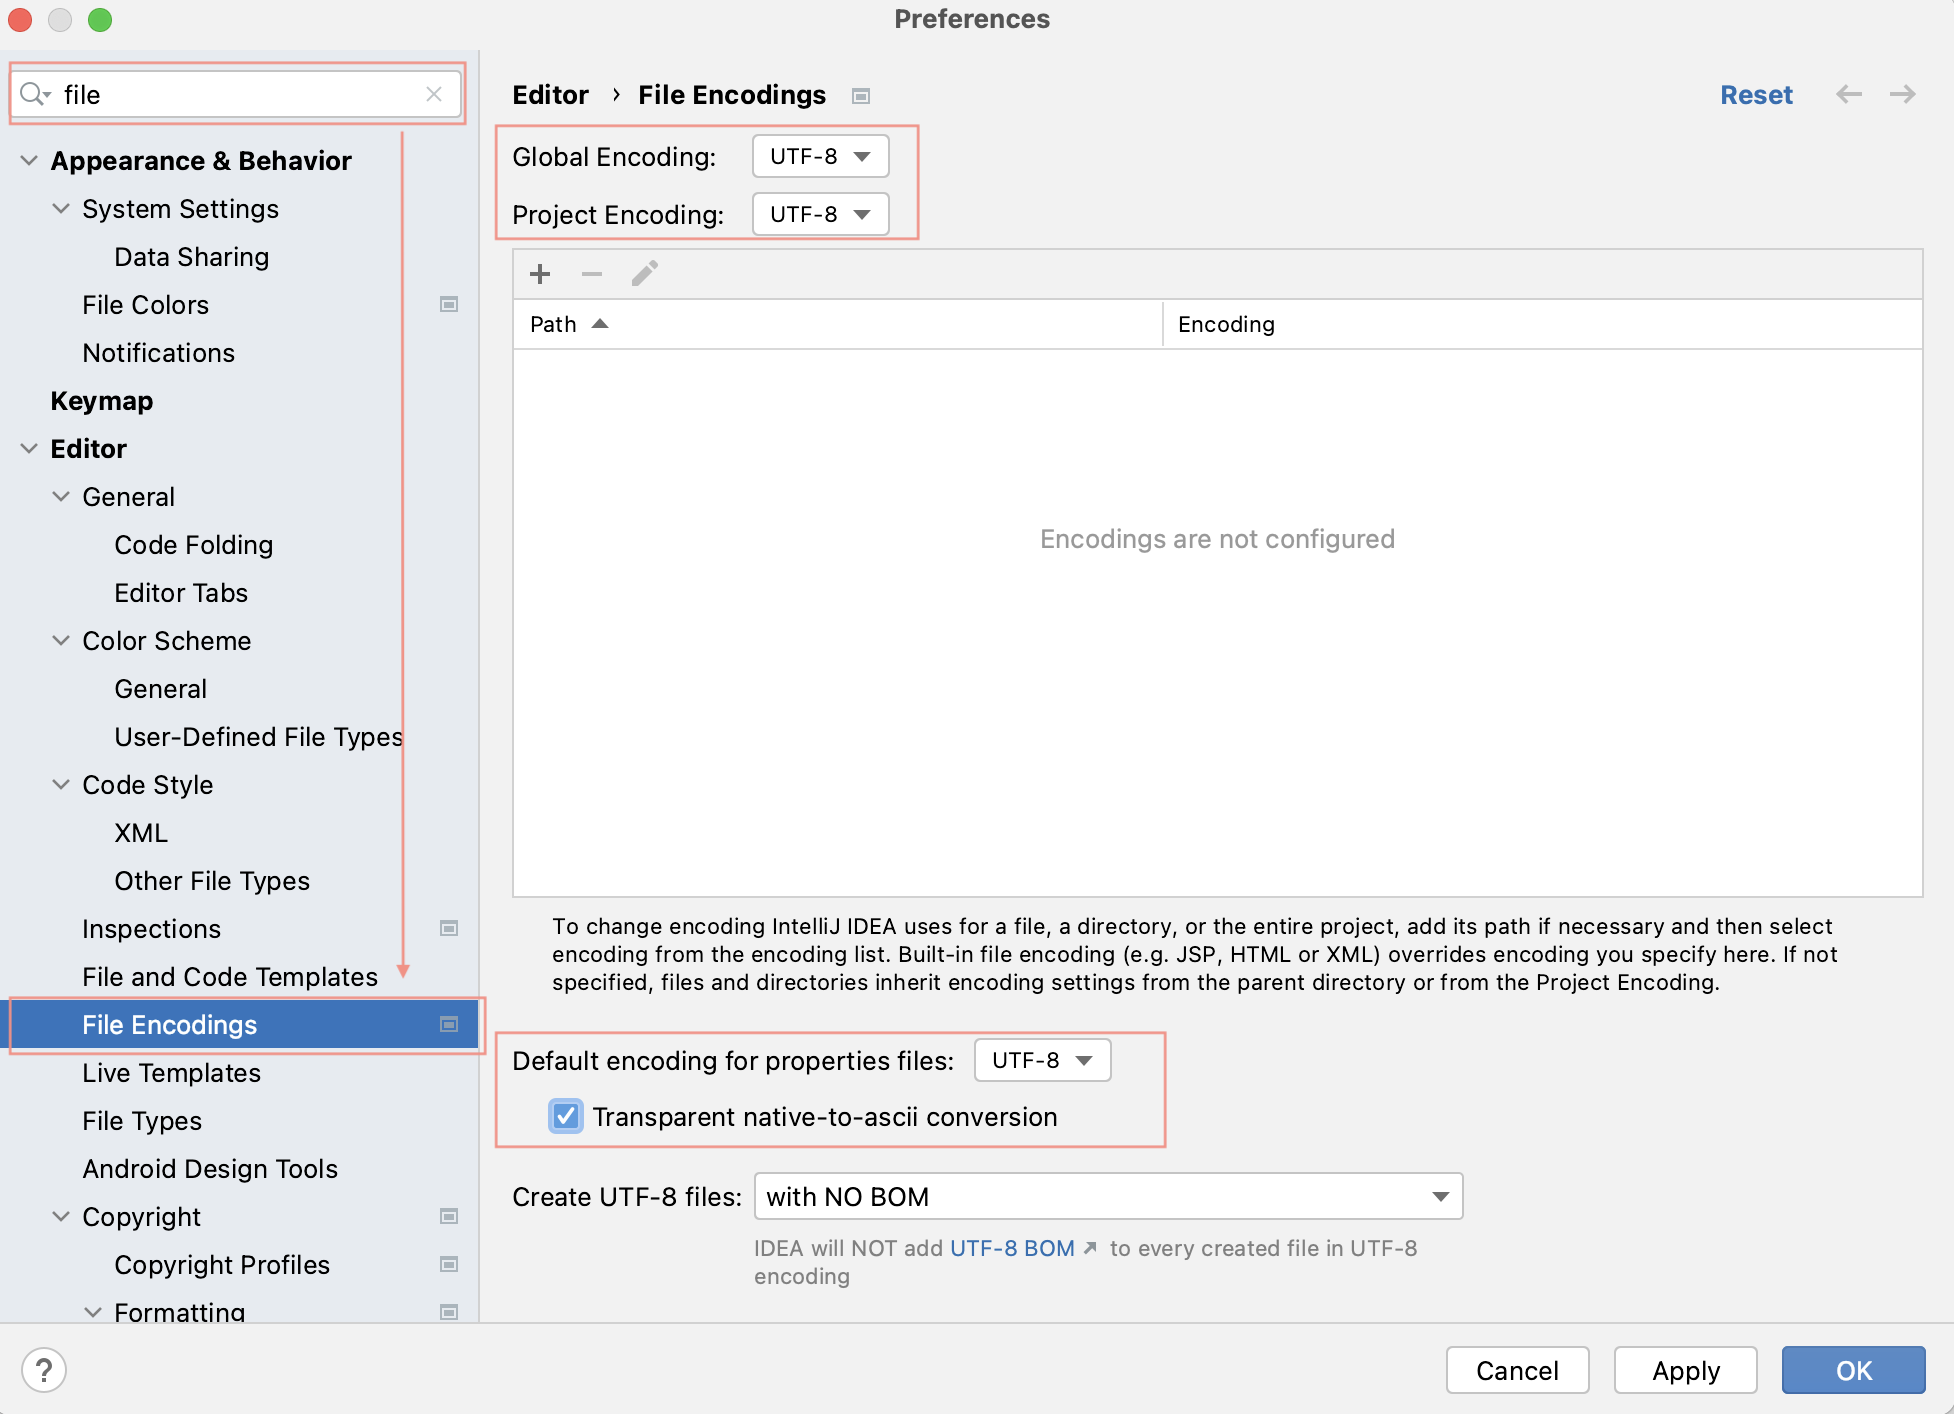 Preferences
file
Appearance & Behavior
System Settings
Data Sharing
File Colors
Notifications
Keymap
Editor
General
Code Folding
Editor Tabs
Color Scheme
General
User-Defined File Types
Code Style
XML
Other File Types
Inspections
File and Code Templates
File Encodings
Live Templates
File Types
Android Design Tools
Copyright
Copyright Profiles
Formatting
Editor › File Encodings
Reset
Global Encoding: UTF-8
Project Encoding: UTF-8
Path Encoding
Encodings are not configured
To change encoding IntelliJ IDEA uses for a file, a directory, or the entire project, add its path if necessary and then select
encoding from the encoding list. Built-in file encoding (e.g. JSP, HTML or XML) overrides encoding you specify here. If not
specified, files and directories inherit encoding settings from the parent directory or from the Project Encoding.
Default encoding for properties files: UTF-8
Transparent native-to-ascii conversion
Create UTF-8 files: with NO BOM
IDEA will NOT add UTF-8 BOM ↗ to every created file in UTF-8
encoding
?
Cancel
Apply
OK